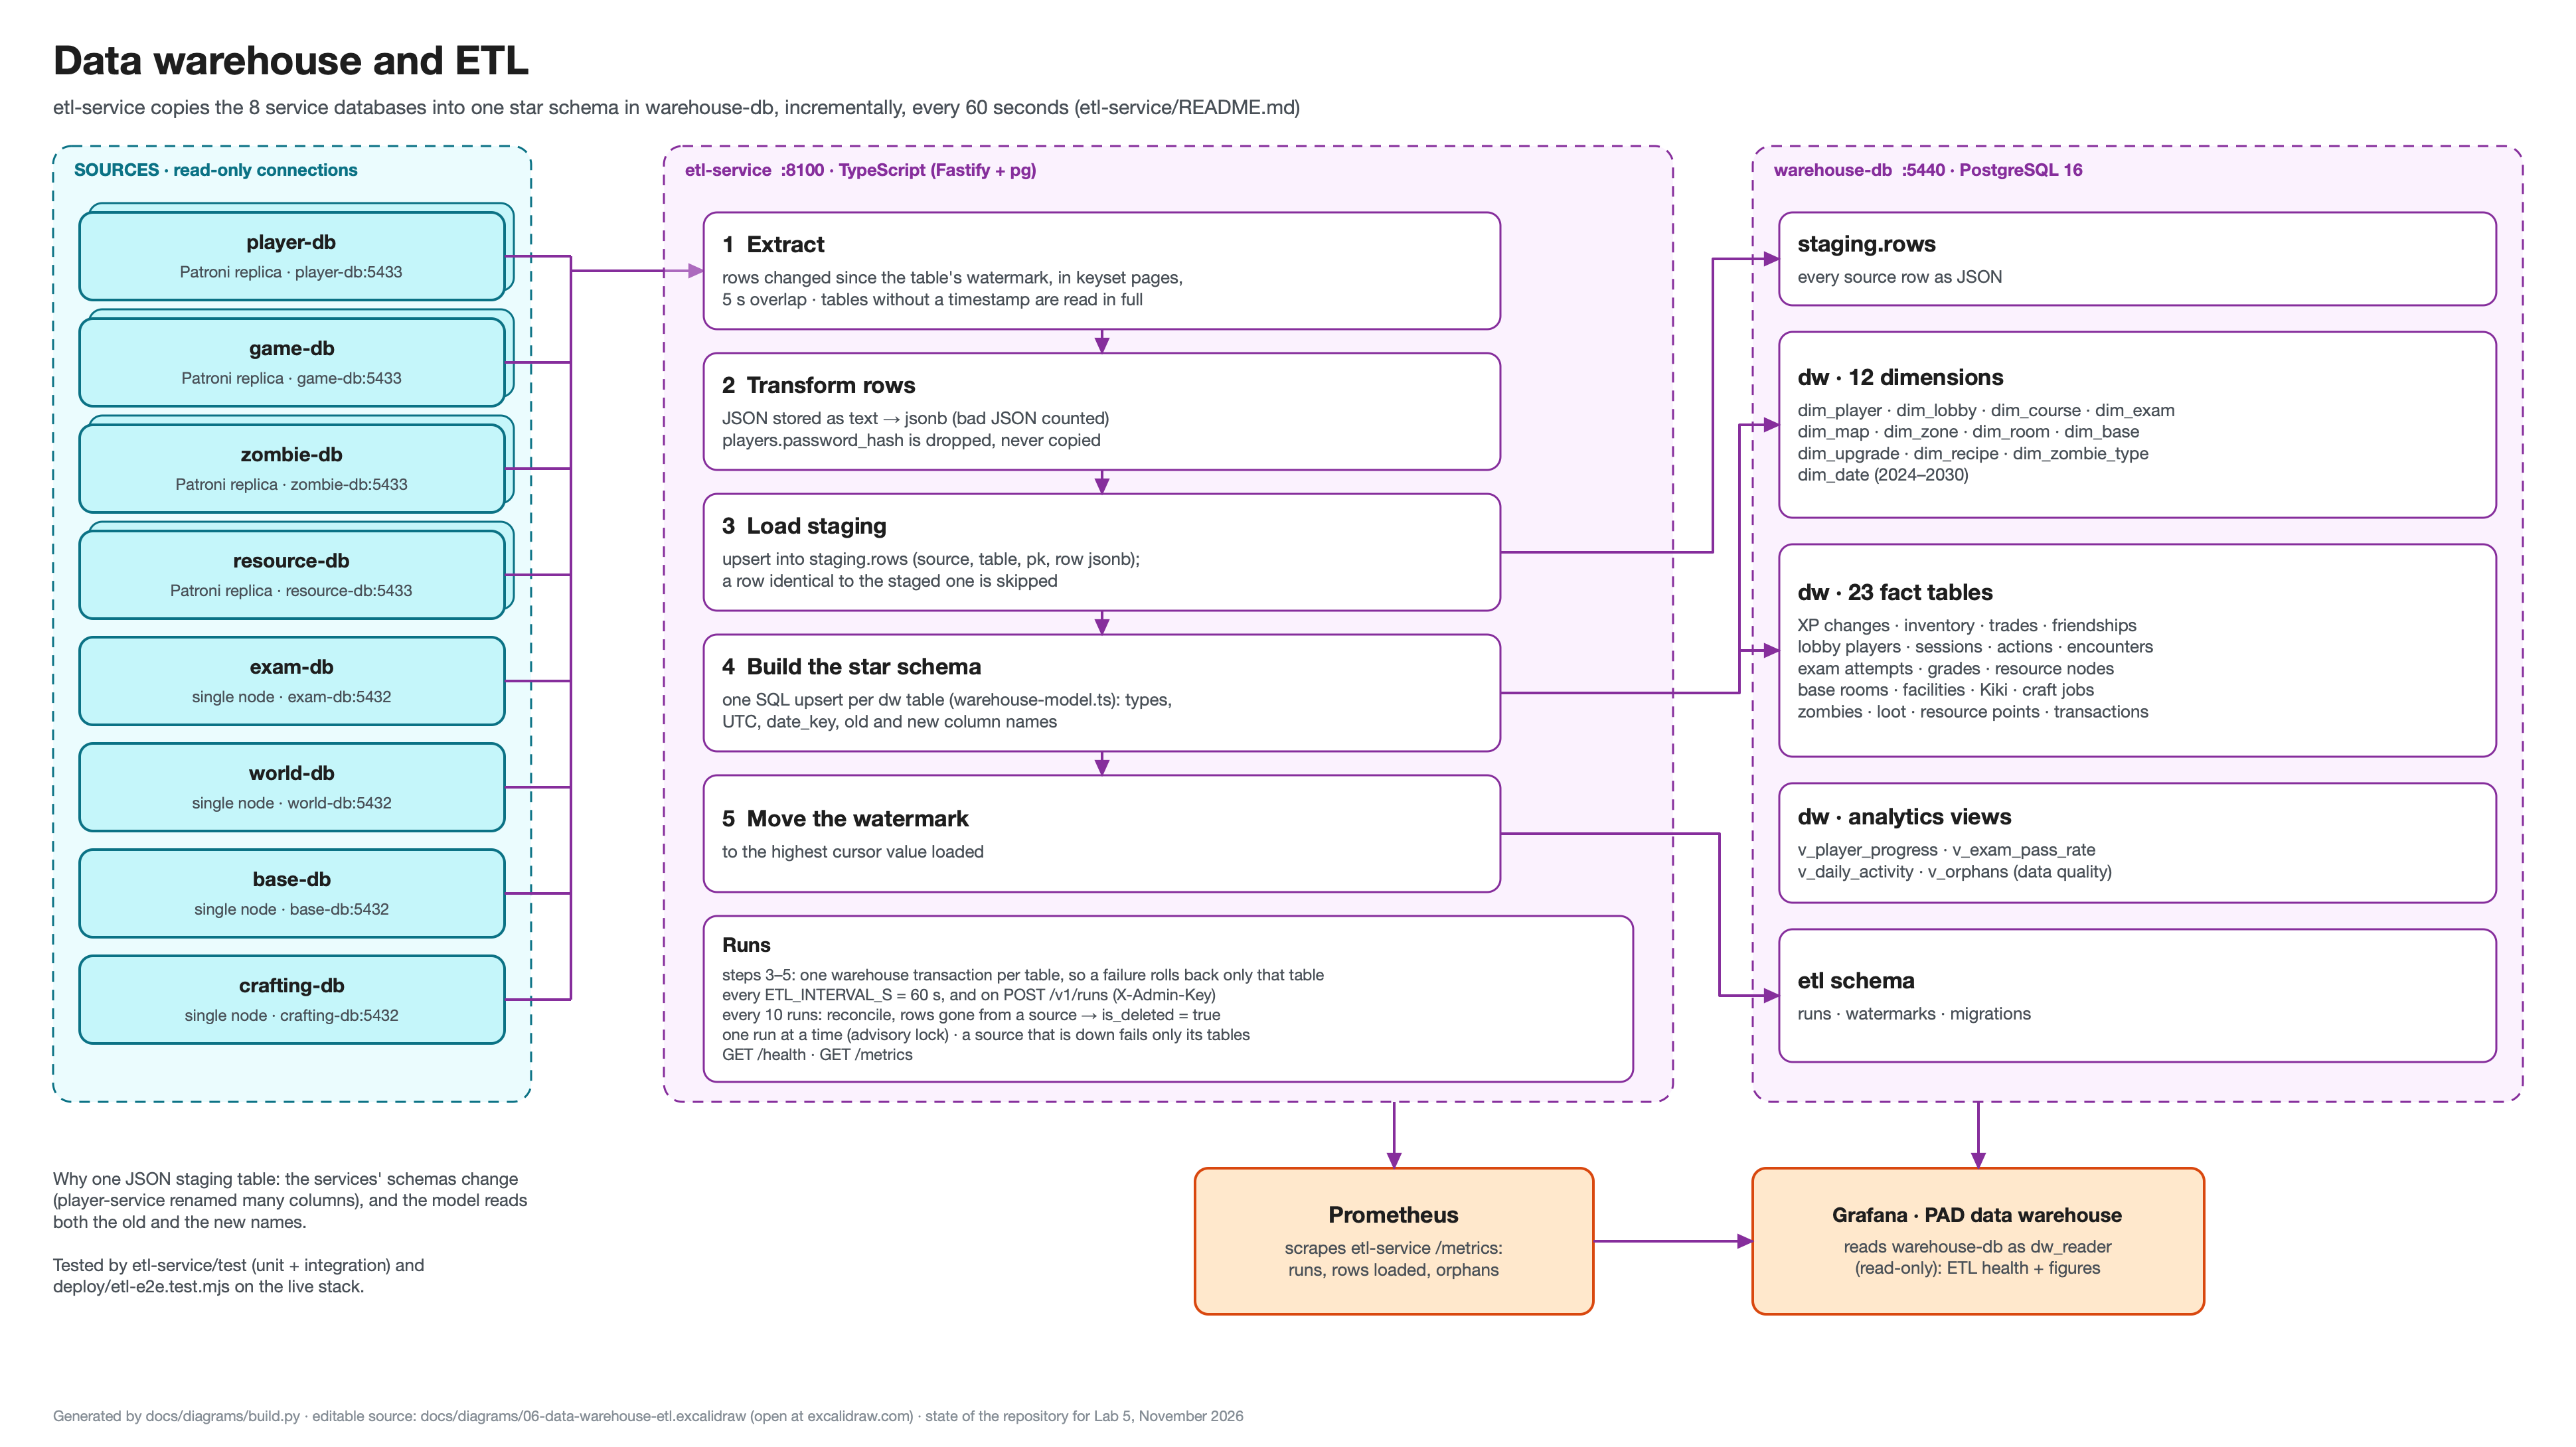 Data warehouse and ETL
etl-service copies the 8 service databases into one star schema in warehouse-db, incrementally, every 60 seconds (etl-service/README.md)
SOURCES · read-only connections
player-db
Patroni replica · player-db:5433
game-db
Patroni replica · game-db:5433
zombie-db
Patroni replica · zombie-db:5433
resource-db
Patroni replica · resource-db:5433
exam-db
single node · exam-db:5432
world-db
single node · world-db:5432
base-db
single node · base-db:5432
crafting-db
single node · crafting-db:5432
etl-service :8100 · TypeScript (Fastify + pg)
1 Extract
rows changed since the table's watermark, in keyset pages,
5 s overlap · tables without a timestamp are read in full
2 Transform rows
JSON stored as text → jsonb (bad JSON counted)
players.password_hash is dropped, never copied
3 Load staging
upsert into staging.rows (source, table, pk, row jsonb);
a row identical to the staged one is skipped
4 Build the star schema
one SQL upsert per dw table (warehouse-model.ts): types,
UTC, date_key, old and new column names
5 Move the watermark
to the highest cursor value loaded
Runs
steps 3–5: one warehouse transaction per table, so a failure rolls back only that table
every ETL_INTERVAL_S = 60 s, and on POST /v1/runs (X-Admin-Key)
every 10 runs: reconcile, rows gone from a source → is_deleted = true
one run at a time (advisory lock) · a source that is down fails only its tables
GET /health · GET /metrics
warehouse-db :5440 · PostgreSQL 16
staging.rows
every source row as JSON
dw · 12 dimensions
dim_player · dim_lobby · dim_course · dim_exam
dim_map · dim_zone · dim_room · dim_base
dim_upgrade · dim_recipe · dim_zombie_type
dim_date (2024–2030)
dw · 23 fact tables
XP changes · inventory · trades · friendships
lobby players · sessions · actions · encounters
exam attempts · grades · resource nodes
base rooms · facilities · Kiki · craft jobs
zombies · loot · resource points · transactions
dw · analytics views
v_player_progress · v_exam_pass_rate
v_daily_activity · v_orphans (data quality)
etl schema
runs · watermarks · migrations
Why one JSON staging table: the services' schemas change
(player-service renamed many columns), and the model reads
both the old and the new names.
Tested by etl-service/test (unit + integration) and
deploy/etl-e2e.test.mjs on the live stack.
Prometheus
scrapes etl-service /metrics:
runs, rows loaded, orphans
Grafana · PAD data warehouse
reads warehouse-db as dw_reader
(read-only): ETL health + figures
Generated by docs/diagrams/build.py · editable source: docs/diagrams/06-data-warehouse-etl.excalidraw (open at excalidraw.com) · state of the repository for Lab 5, November 2026